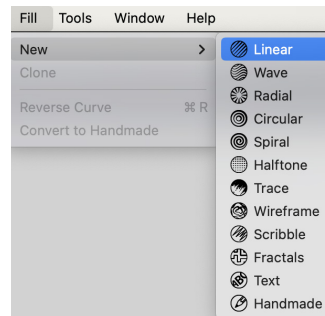 Fill Tools Window Help
New >
Clone
Reverse Curve ⌘ R
Convert to Handmade
Linear
Wave
Radial
Circular
Spiral
Halftone
Trace
Wireframe
Scribble
Fractals
Text
Handmade